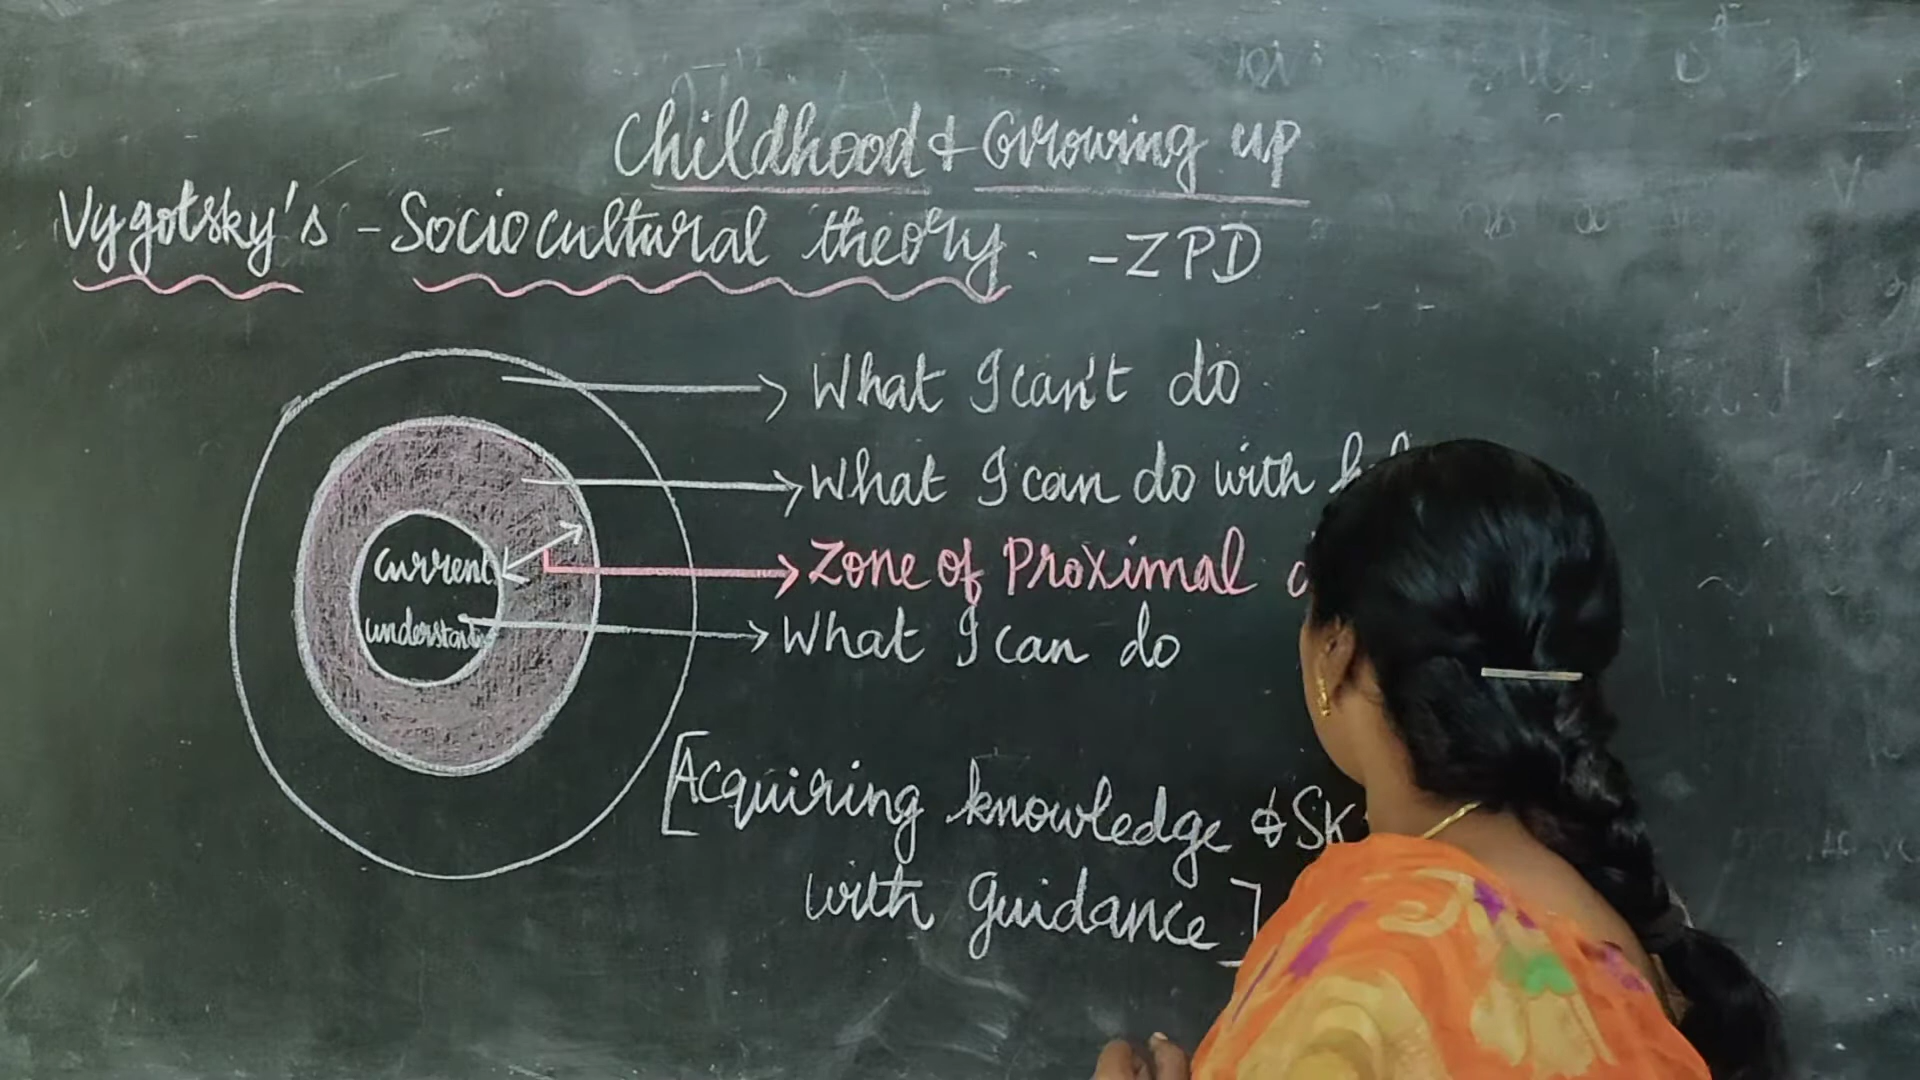 Childhood & Growing up
Vygotsky's - Sociocultural theory. - ZPD
What I can't do
What I can do with
Zone of Proximal
What I can do
Current
understand
[Acquiring knowledge & Sk
with guidance]